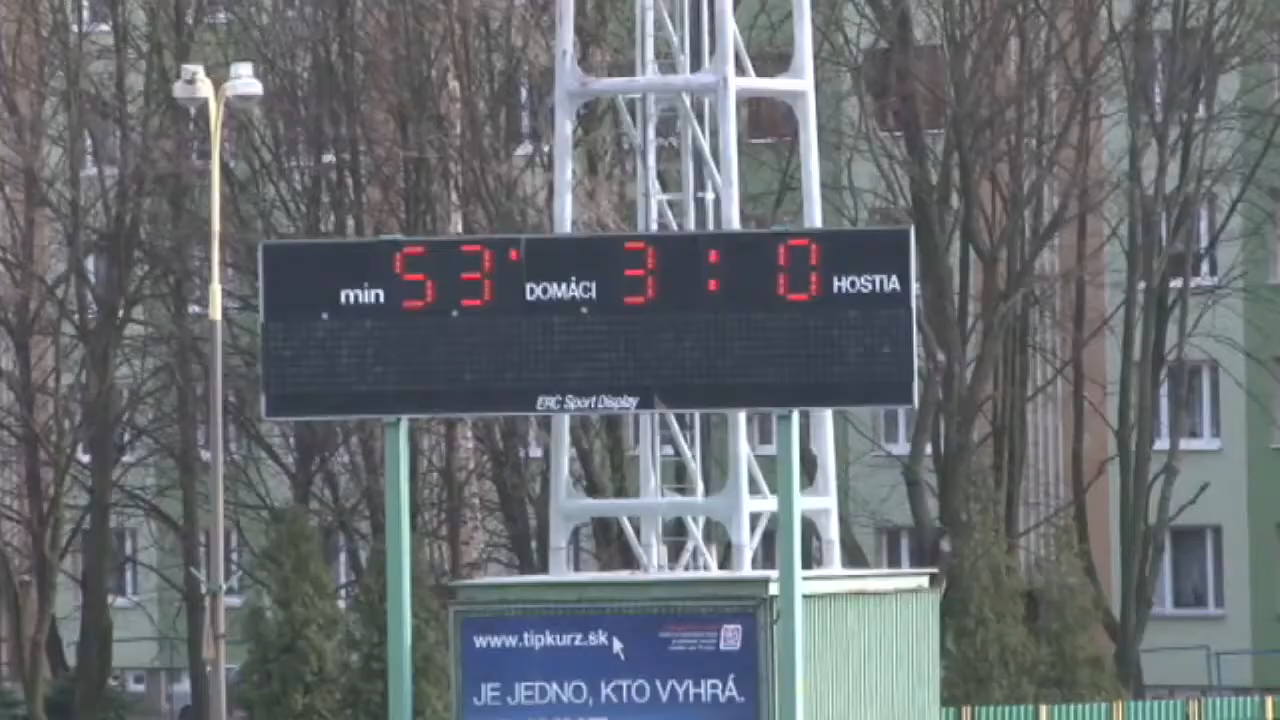 min 53' DOMÁCI 3 : 0 HOSTIA
ERC Sport Display
www.tipkurz.sk
JE JEDNO, KTO VYHRÁ.